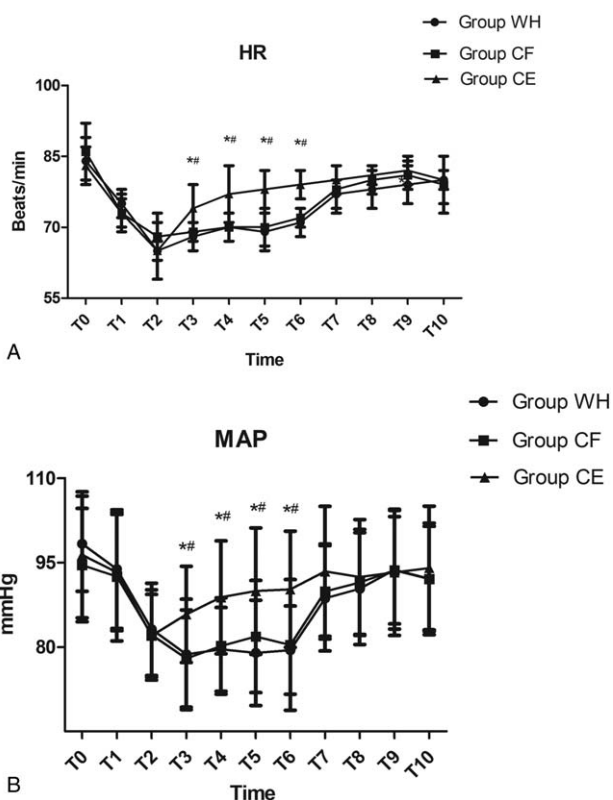 Group WH
Group CF
Group CE
HR
100
85
70
55
Beats/min
*# *# *# *#
*
T0 T1 T2 T3 T4 T5 T6 T7 T8 T9 T10
Time
A
Group WH
Group CF
Group CE
MAP
110
95
80
mmHg
*# *# *# *#
T0 T1 T2 T3 T4 T5 T6 T7 T8 T9 T10
Time
B